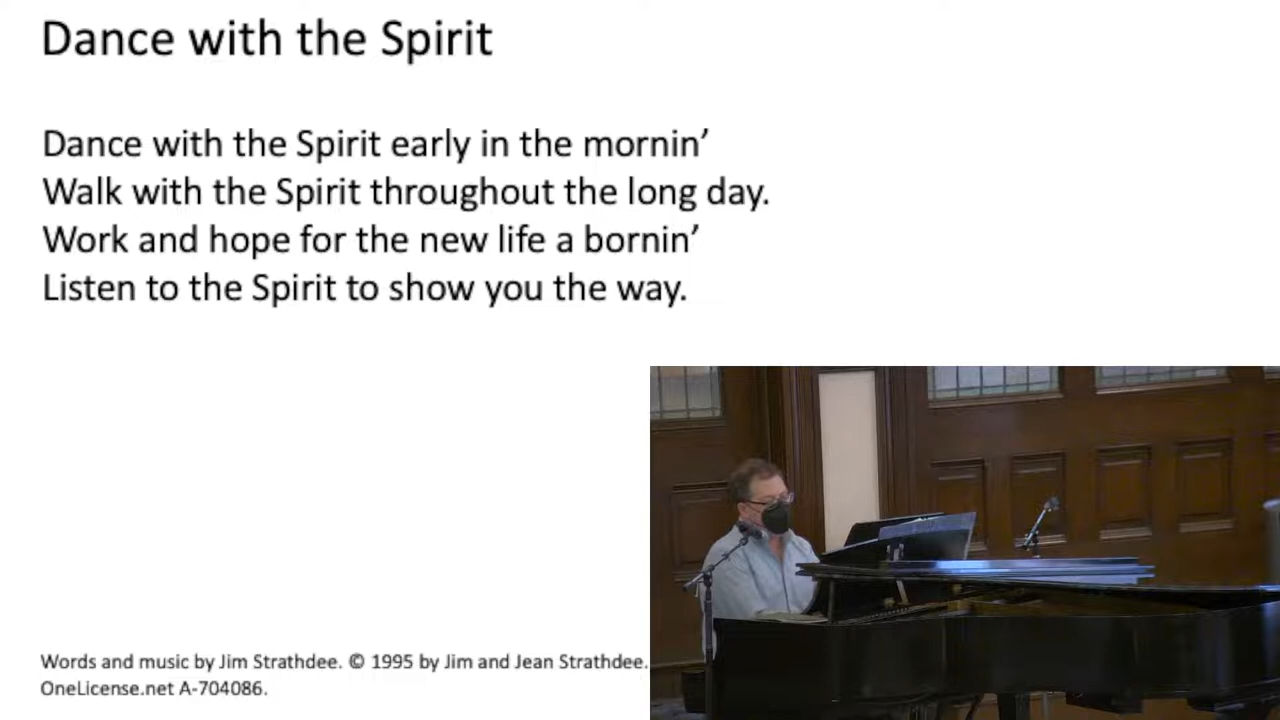 Dance with the Spirit
Dance with the Spirit early in the mornin’
Walk with the Spirit throughout the long day.
Work and hope for the new life a bornin’
Listen to the Spirit to show you the way.
Words and music by Jim Strathdee. © 1995 by Jim and Jean Strathdee.
OneLicense.net A-704086.